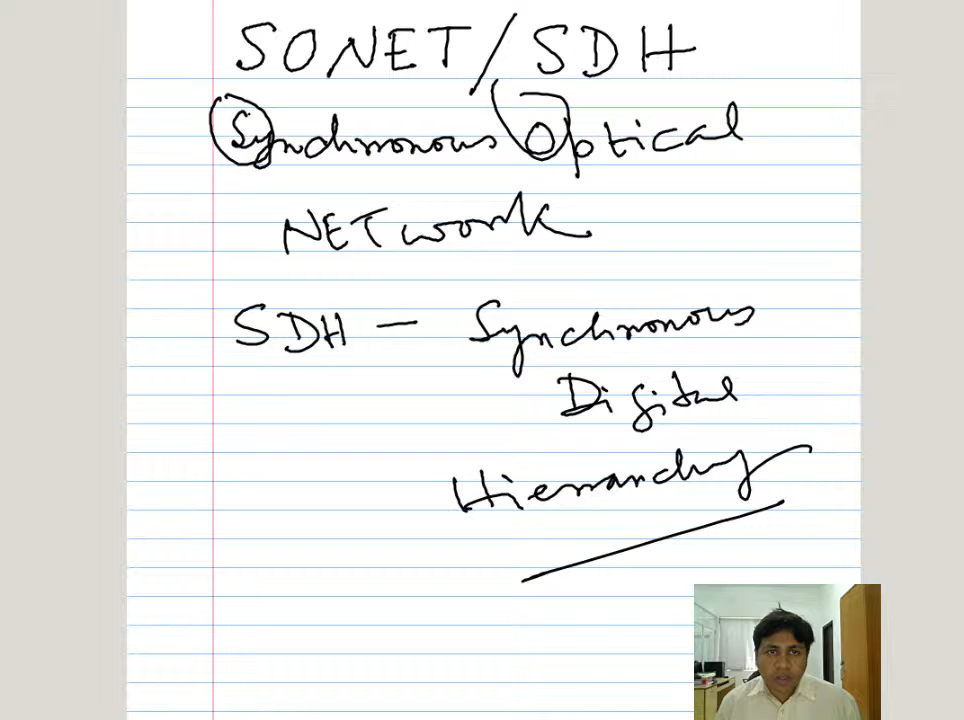 SONET/SDH
Synchronous Optical
NETwork
SDH - Synchronous
Digital
Hierarchy